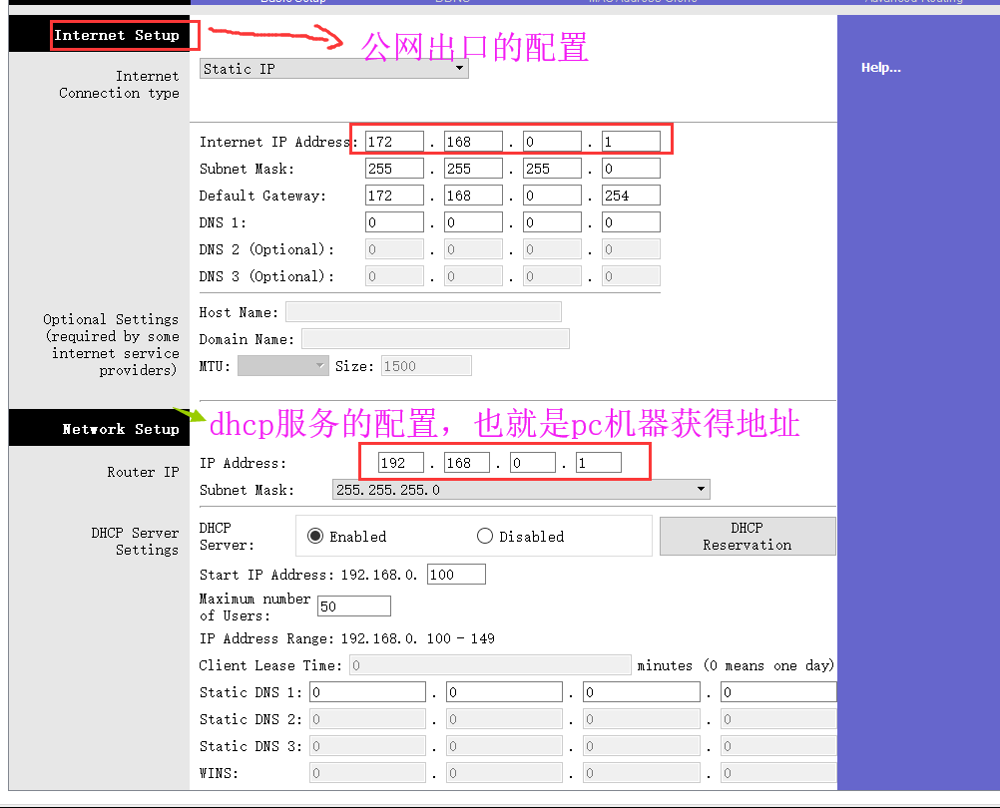 Basic Setup DDNS MAC Address Clone Advanced Routing
Internet Setup
公网出口的配置
Help...
Static IP
Internet
Connection type
Internet IP Address: 172 . 168 . 0 . 1
Subnet Mask: 255 . 255 . 255 . 0
Default Gateway: 172 . 168 . 0 . 254
DNS 1: 0 . 0 . 0 . 0
DNS 2 (Optional): 0 . 0 . 0 . 0
DNS 3 (Optional): 0 . 0 . 0 . 0
Optional Settings
(required by some
internet service
providers)
Host Name:
Domain Name:
MTU: Size: 1500
Network Setup
dhcp服务的配置，也就是pc机器获得地址
Router IP
IP Address: 192 . 168 . 0 . 1
Subnet Mask: 255.255.255.0
DHCP Server
Settings
DHCP
Server: Enabled Disabled
DHCP
Reservation
Start IP Address: 192.168.0. 100
Maximum number
of Users: 50
IP Address Range: 192.168.0. 100 - 149
Client Lease Time: 0 minutes (0 means one day)
Static DNS 1: 0 . 0 . 0 . 0
Static DNS 2: 0 . 0 . 0 . 0
Static DNS 3: 0 . 0 . 0 . 0
WINS: 0 . 0 . 0 . 0